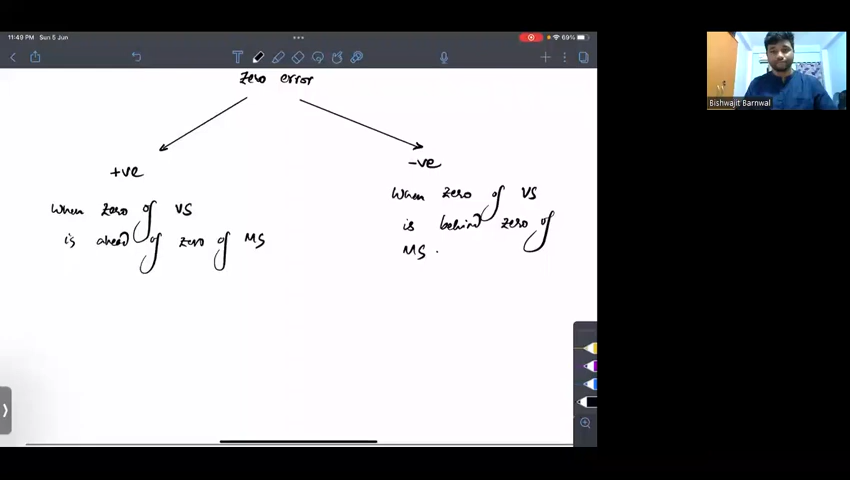 11:49 PM Sun 5 Jun
69%
Zero error
+ve
-ve
When zero of VS
is ahead of zero of MS
When zero of VS
is behind zero of
MS.
Bishwajit Barnwal